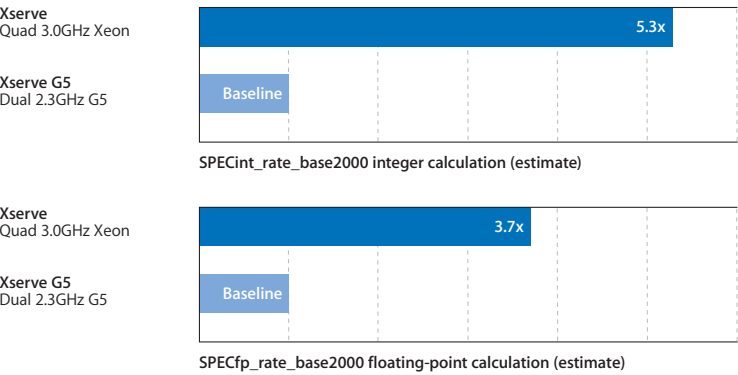 Xserve
Quad 3.0GHz Xeon
5.3x
Xserve G5
Dual 2.3GHz G5
Baseline
SPECint_rate_base2000 integer calculation (estimate)
Xserve
Quad 3.0GHz Xeon
3.7x
Xserve G5
Dual 2.3GHz G5
Baseline
SPECfp_rate_base2000 floating-point calculation (estimate)